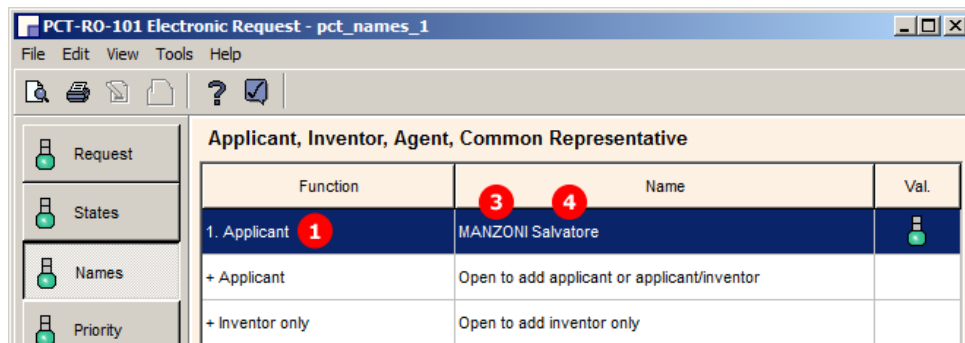 PCT-RO-101 Electronic Request - pct_names_1
File Edit View Tools Help
Applicant, Inventor, Agent, Common Representative
Request
Function Name Val.
3 4
States
1. Applicant 1 MANZONI Salvatore
Names
+ Applicant Open to add applicant or applicant/inventor
Priority
+ Inventor only Open to add inventor only